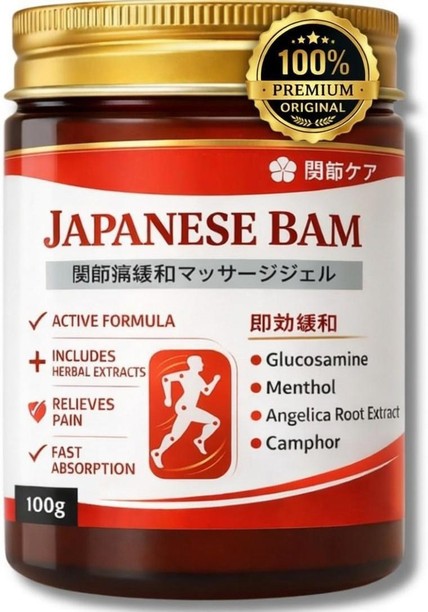 100%
PREMIUM
ORIGINAL
関節ケア
JAPANESE BAM
関節痛緩和マッサージジェル
ACTIVE FORMULA
INCLUDES
HERBAL EXTRACTS
RELIEVES
PAIN
FAST
ABSORPTION
即効緩和
Glucosamine
Menthol
Angelica Root Extract
Camphor
100g